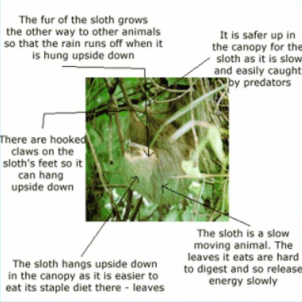 The fur of the sloth grows
the other way to other animals
so that the rain runs off when it
is hung upside down
It is safer up in
the canopy for the
sloth as it is slow
and easily caught
by predators
There are hooked
claws on the
sloth's feet so it
can hang
upside down
The sloth hangs upside down
in the canopy as it is easier to
eat its staple diet there - leaves
The sloth is a slow
moving animal. The
leaves it eats are hard
to digest and so release
energy slowly